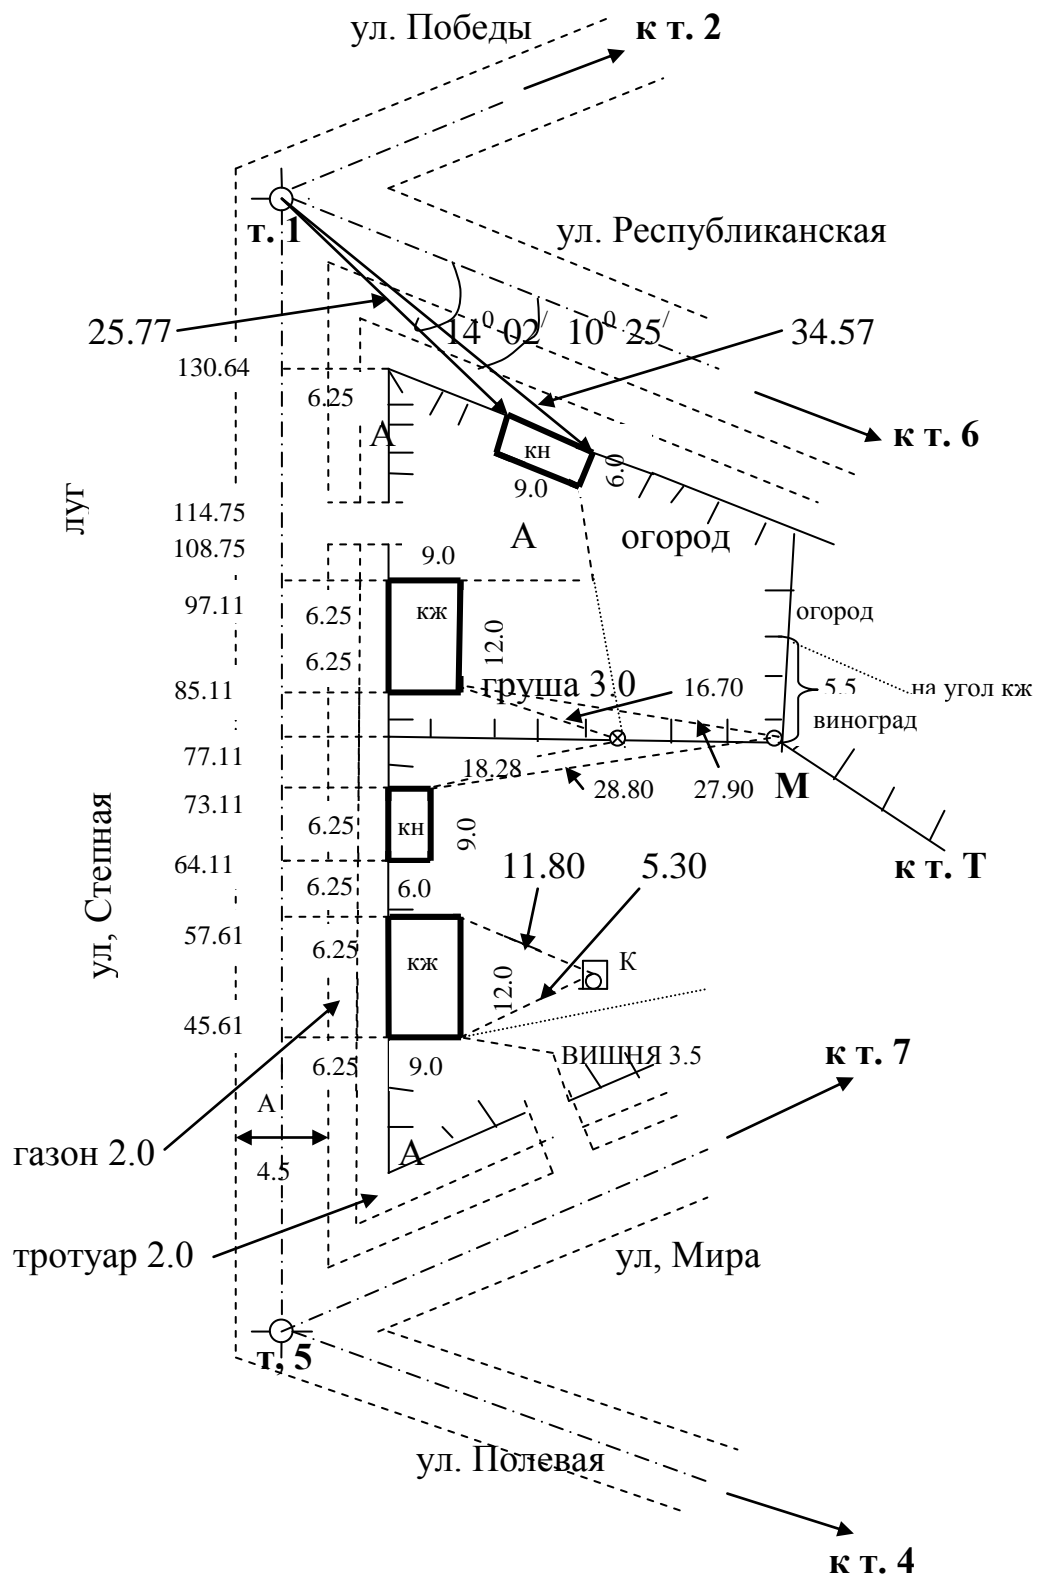 ул. Победы
к т. 2
т. 1
ул. Республиканская
25.77
14⁰ 02′
10⁰ 25′
34.57
130.64
6.25
А
кн
6.0
9.0
к т. 6
луг
114.75
А
огород
108.75
9.0
97.11
6.25
кж
12.0
огород
6.25
85.11
груша 3.0
16.70
5.5
на угол кж
виноград
77.11
18.28
28.80
27.90
М
73.11
6.25
кн
9.0
ул, Степная
64.11
6.25
6.0
11.80
5.30
к т. Т
57.61
6.25
кж
12.0
К
45.61
6.25
9.0
ВИШНЯ 3.5
к т. 7
А
газон 2.0
4.5
А
тротуар 2.0
ул, Мира
т, 5
ул. Полевая
к т. 4